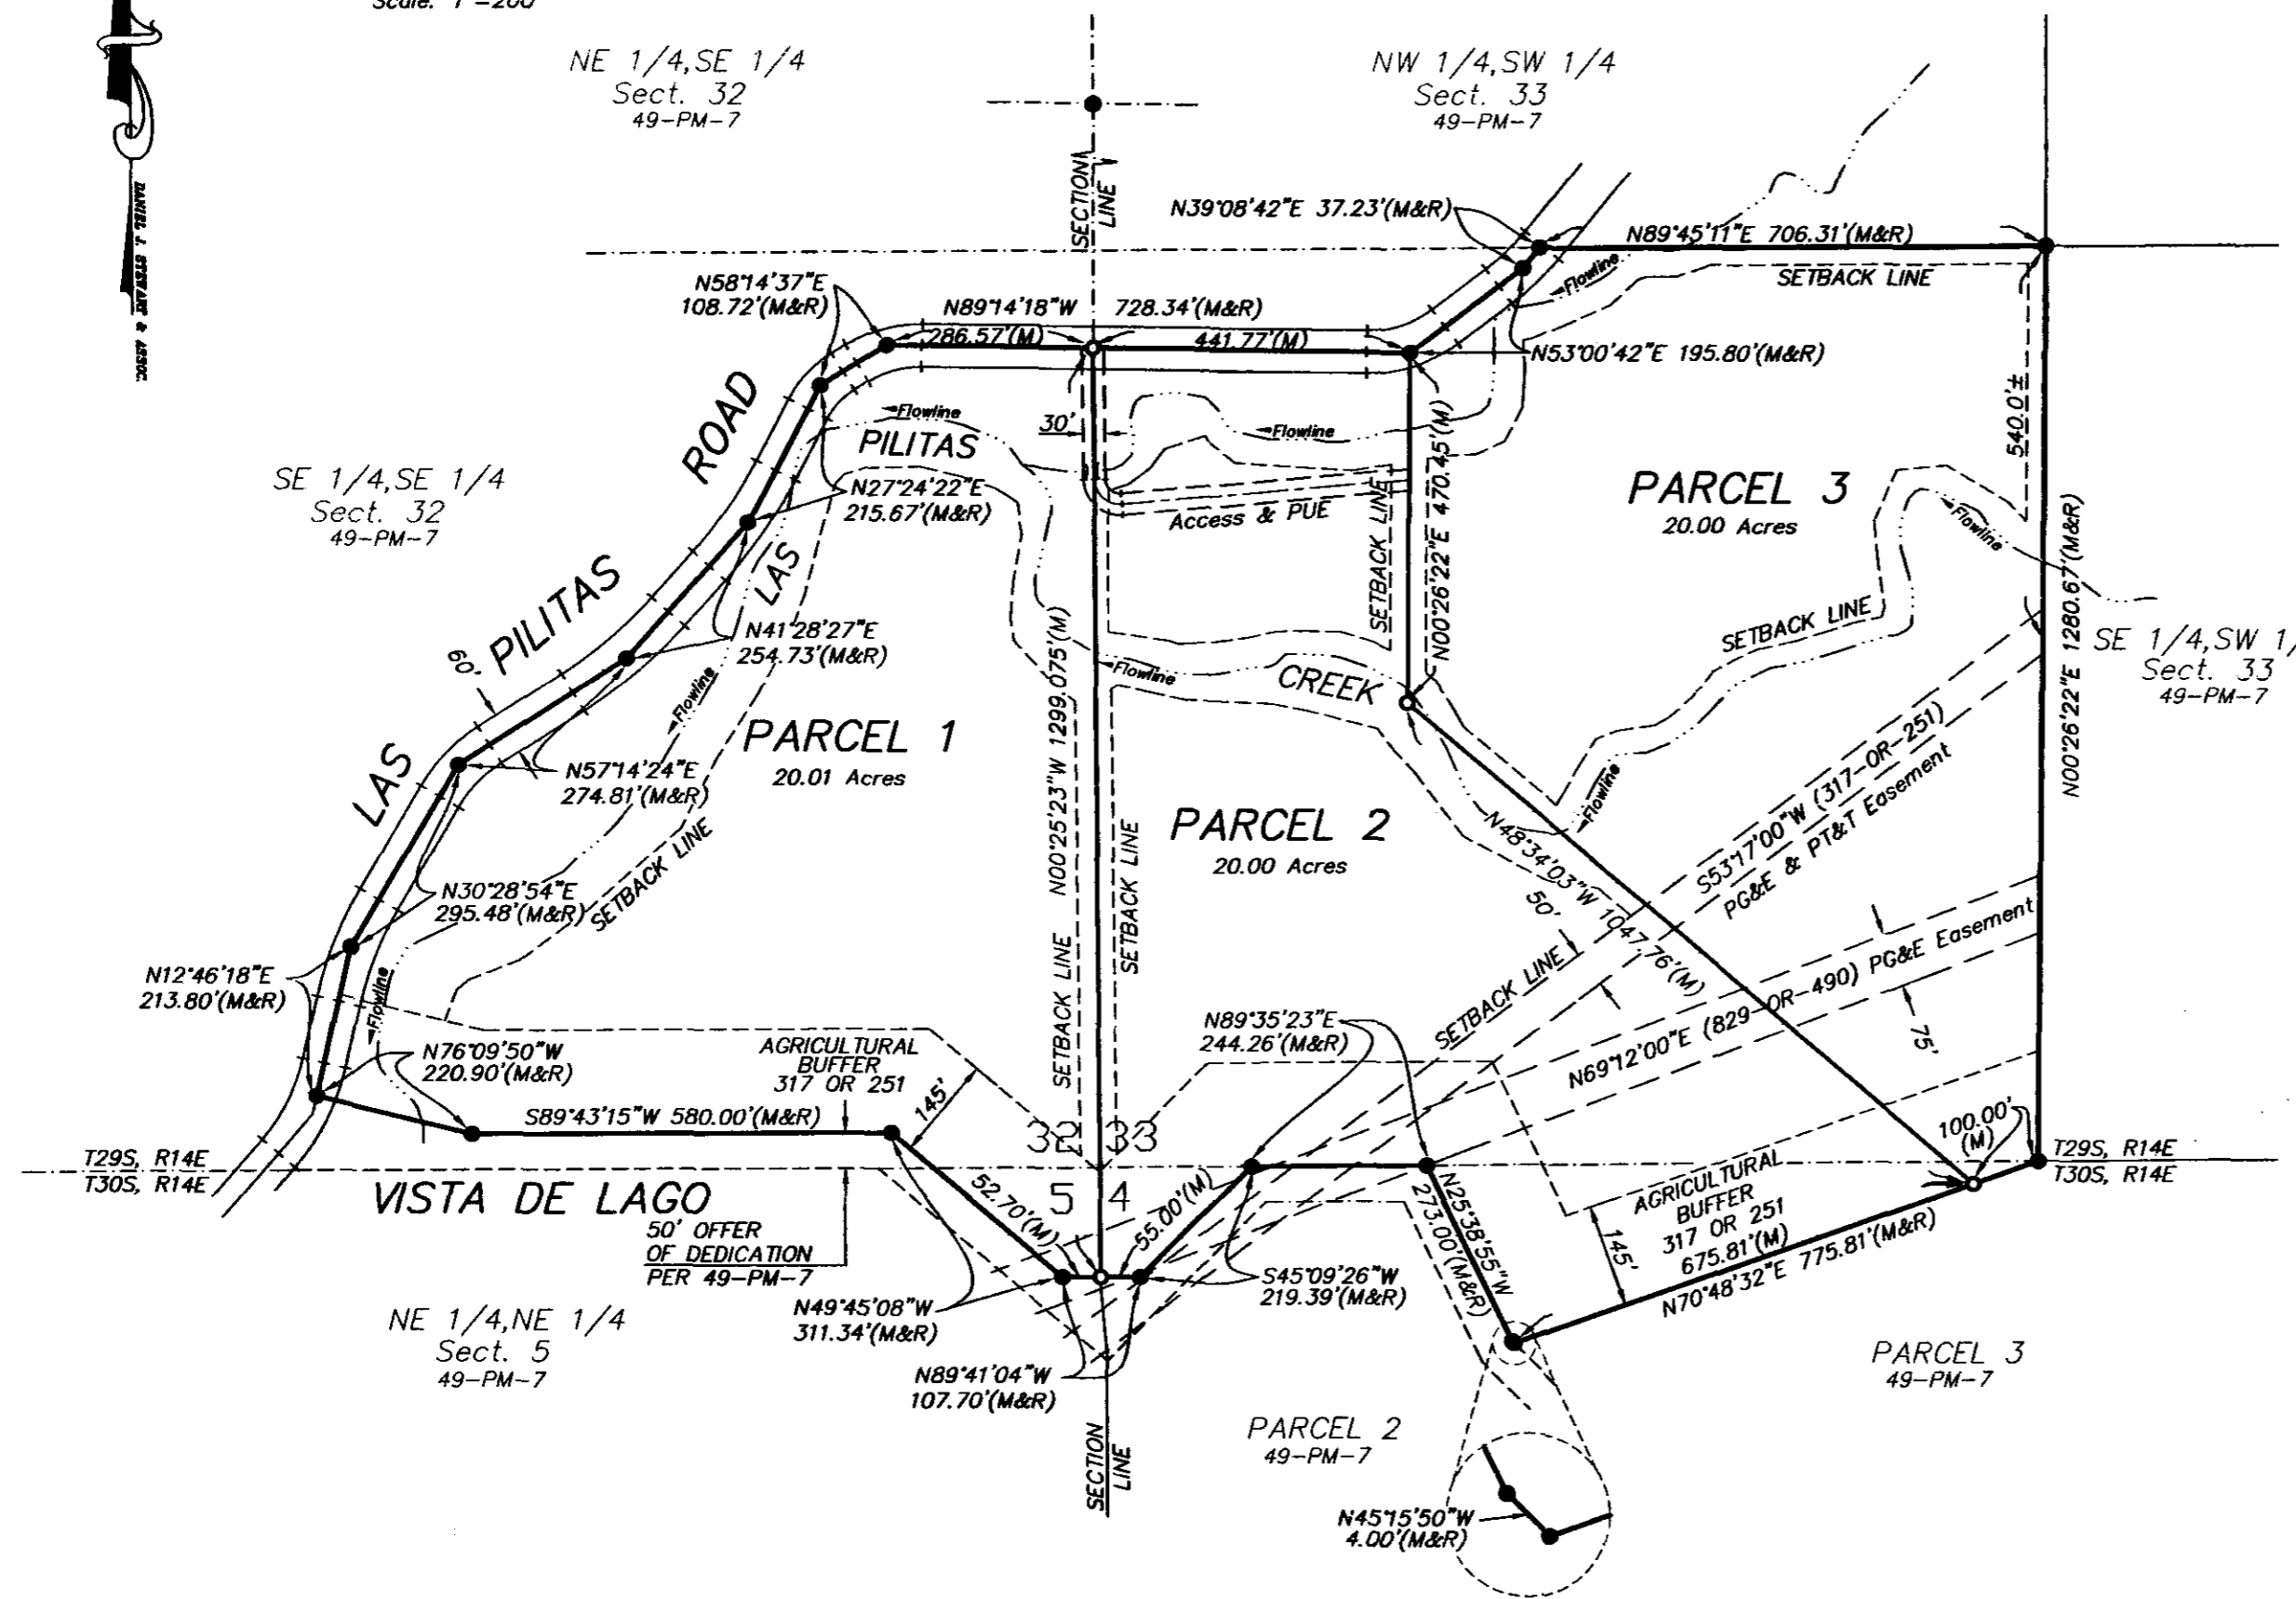 Scale: 1"=200'
DANIEL J. STEWART & ASSOC.
NE 1/4,SE 1/4
Sect. 32
49-PM-7
NW 1/4,SW 1/4
Sect. 33
49-PM-7
SECTION
LINE
N39°08'42"E 37.23'(M&R)
N89°45'11"E 706.31'(M&R)
Flowline
SETBACK LINE
N58°14'37"E
108.72'(M&R)
N89°14'18"W 728.34'(M&R)
286.57'(M)
441.77'(M)
N53°00'42"E 195.80'(M&R)
540.0'±
ROAD
Flowline
PILITAS
30'
Flowline
SE 1/4,SE 1/4
Sect. 32
49-PM-7
N27°24'22"E
215.67'(M&R)
Access & PUE
SETBACK LINE
N00°26'22"E 470.45'(M)
PARCEL 3
20.00 Acres
Flowline
N00°26'22"E 1280.67'(M&R)
LAS
PILITAS
60'
N41°28'27"E
254.73'(M&R)
Flowline
CREEK
Flowline
SETBACK LINE
SE 1/4,SW 1/
Sect. 33
49-PM-7
LAS
PARCEL 1
20.01 Acres
N57°14'24"E
274.81'(M&R)
SETBACK LINE
SETBACK LINE N00°25'23"W 1299.075'(M)
SETBACK LINE
PARCEL 2
20.00 Acres
N48°34'03"W 1047.76'(M)
Flowline
S53°17'00"W (317-OR-251)
PG&E & PT&T Easement
N30°28'54"E
295.48'(M&R)
50'
SETBACK LINE
N69°12'00"E (829-OR-490) PG&E Easement
75'
N12°46'18"E
213.80'(M&R)
Flowline
N76°09'50"W
220.90'(M&R)
AGRICULTURAL
BUFFER
317 OR 251
145'
N89°35'23"E
244.26'(M&R)
S89°43'15"W 580.00'(M&R)
32 33
100.00'
(M)
T29S, R14E
T30S, R14E
T29S, R14E
T30S, R14E
VISTA DE LAGO
50' OFFER
OF DEDICATION
PER 49-PM-7
52.70'(M)
5 4
55.00'(M)
N25°38'55"W
273.00'(M&R)
AGRICULTURAL
BUFFER
317 OR 251
145'
675.81'(M)
N70°48'32"E 775.81'(M&R)
N49°45'08"W
311.34'(M&R)
S45°09'26"W
219.39'(M&R)
NE 1/4,NE 1/4
Sect. 5
49-PM-7
N89°41'04"W
107.70'(M&R)
PARCEL 3
49-PM-7
PARCEL 2
49-PM-7
SECTION
LINE
N45°15'50"W
4.00'(M&R)